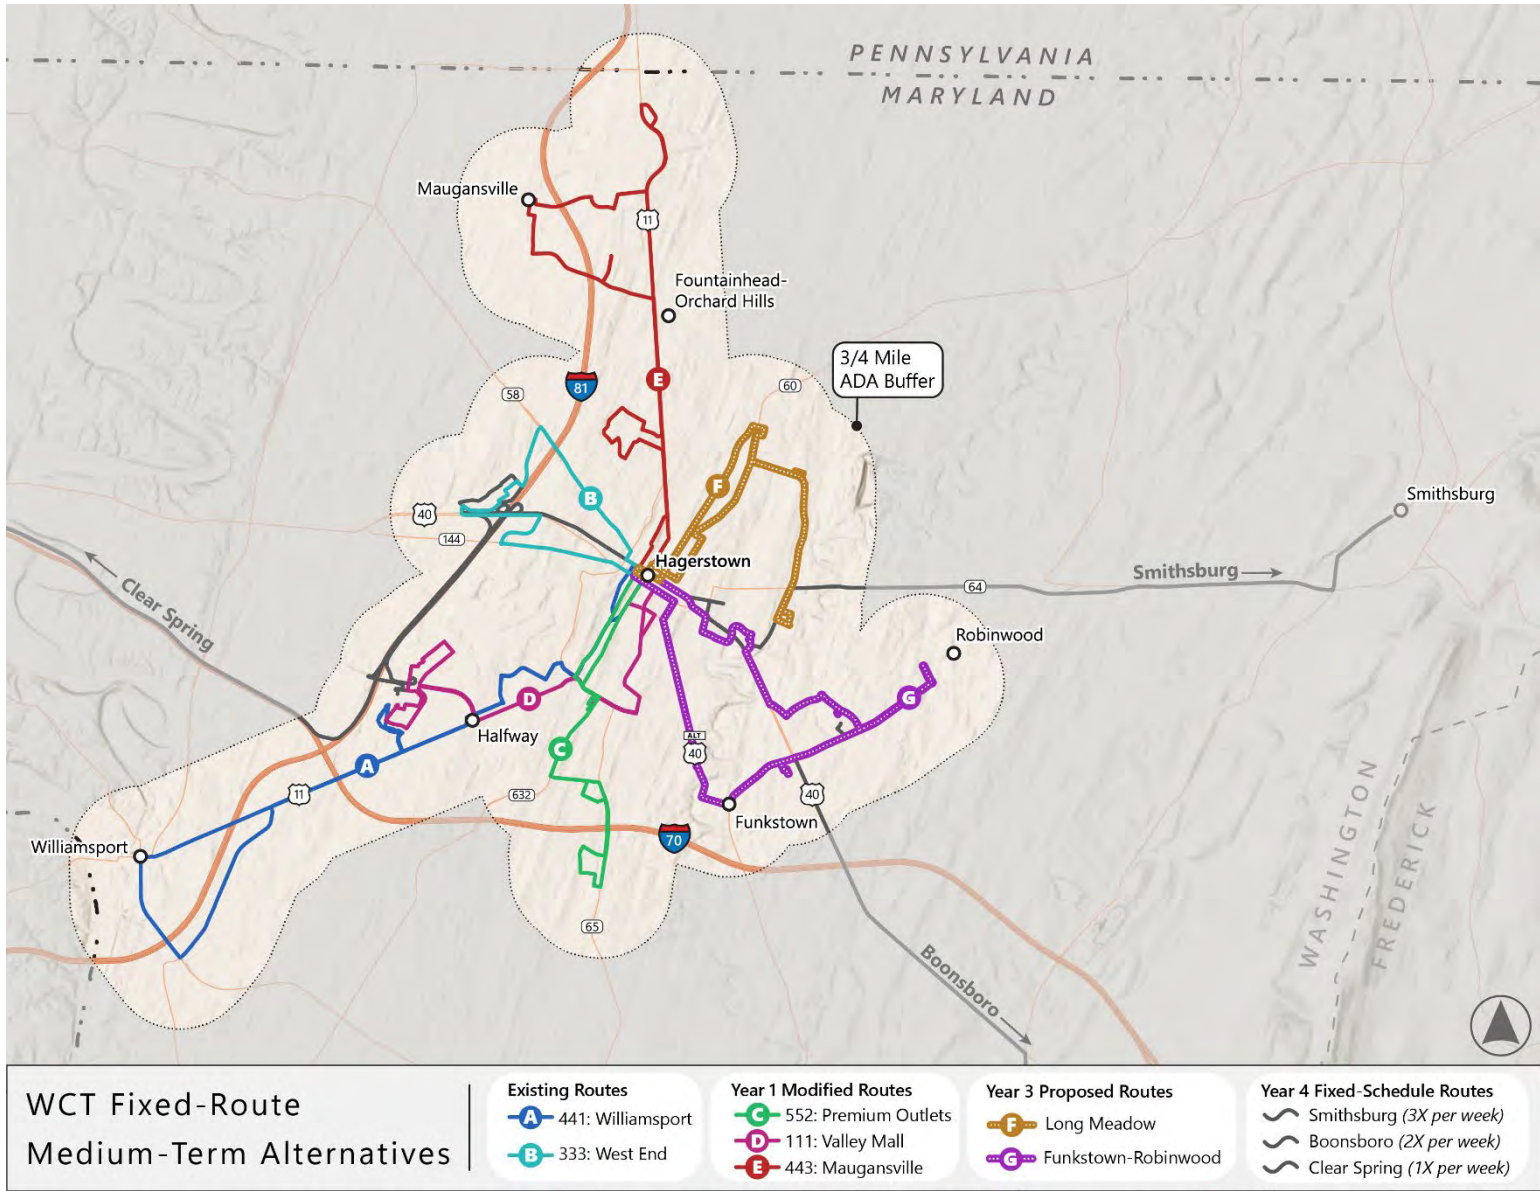 PENNSYLVANIA
MARYLAND
Maugansville
11
Fountainhead-
Orchard Hills
3/4 Mile
ADA Buffer
E
81
58
60
F
B
Smithsburg
40
144
Hagerstown
Clear Spring
Smithsburg
64
Robinwood
D
G
Halfway
C
ALT
40
A
11
632
40
Funkstown
Williamsport
70
65
Boonsboro
WASHINGTON
FREDERICK
WCT Fixed-Route
Medium-Term Alternatives
Existing Routes
A 441: Williamsport
B 333: West End
Year 1 Modified Routes
C 552: Premium Outlets
D 111: Valley Mall
E 443: Maugansville
Year 3 Proposed Routes
F Long Meadow
G Funkstown-Robinwood
Year 4 Fixed-Schedule Routes
Smithsburg (3X per week)
Boonsboro (2X per week)
Clear Spring (1X per week)